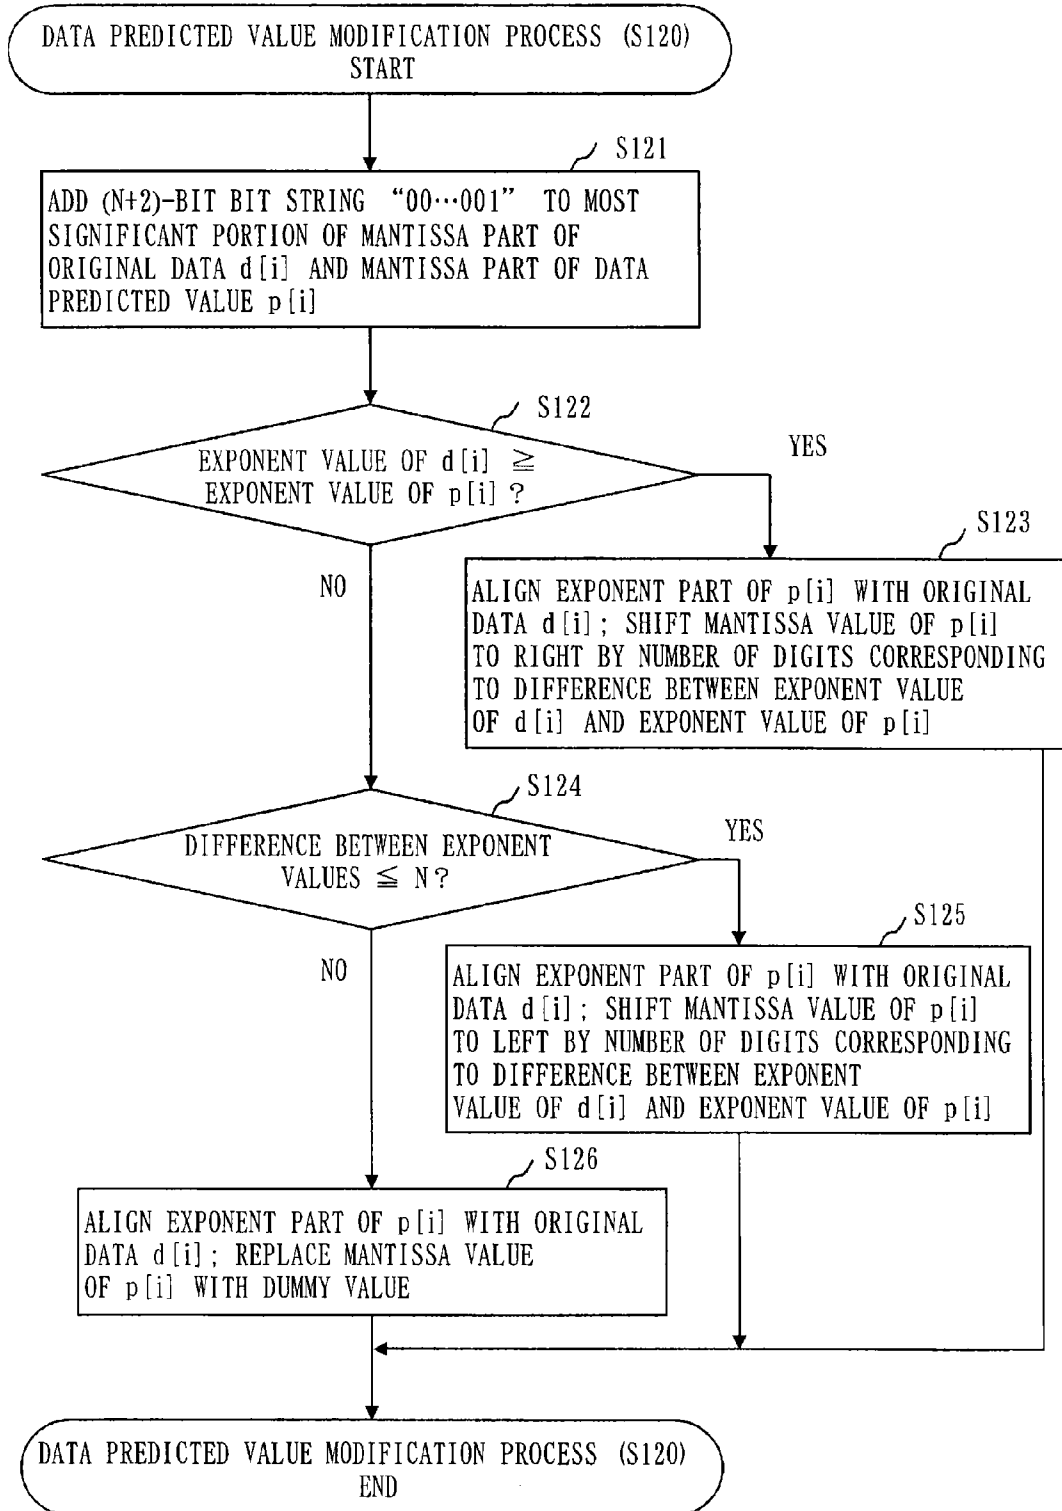 DATA PREDICTED VALUE MODIFICATION PROCESS (S120)
START
S121
ADD (N+2)-BIT BIT STRING “00···001” TO MOST
SIGNIFICANT PORTION OF MANTISSA PART OF
ORIGINAL DATA d[i] AND MANTISSA PART OF DATA
PREDICTED VALUE p[i]
S122
EXPONENT VALUE OF d[i] ≧
EXPONENT VALUE OF p[i]?
YES
NO
S123
ALIGN EXPONENT PART OF p[i] WITH ORIGINAL
DATA d[i]; SHIFT MANTISSA VALUE OF p[i]
TO RIGHT BY NUMBER OF DIGITS CORRESPONDING
TO DIFFERENCE BETWEEN EXPONENT VALUE
OF d[i] AND EXPONENT VALUE OF p[i]
S124
DIFFERENCE BETWEEN EXPONENT
VALUES ≦ N?
YES
NO
S125
ALIGN EXPONENT PART OF p[i] WITH ORIGINAL
DATA d[i]; SHIFT MANTISSA VALUE OF p[i]
TO LEFT BY NUMBER OF DIGITS CORRESPONDING
TO DIFFERENCE BETWEEN EXPONENT
VALUE OF d[i] AND EXPONENT VALUE OF p[i]
S126
ALIGN EXPONENT PART OF p[i] WITH ORIGINAL
DATA d[i]; REPLACE MANTISSA VALUE
OF p[i] WITH DUMMY VALUE
DATA PREDICTED VALUE MODIFICATION PROCESS (S120)
END